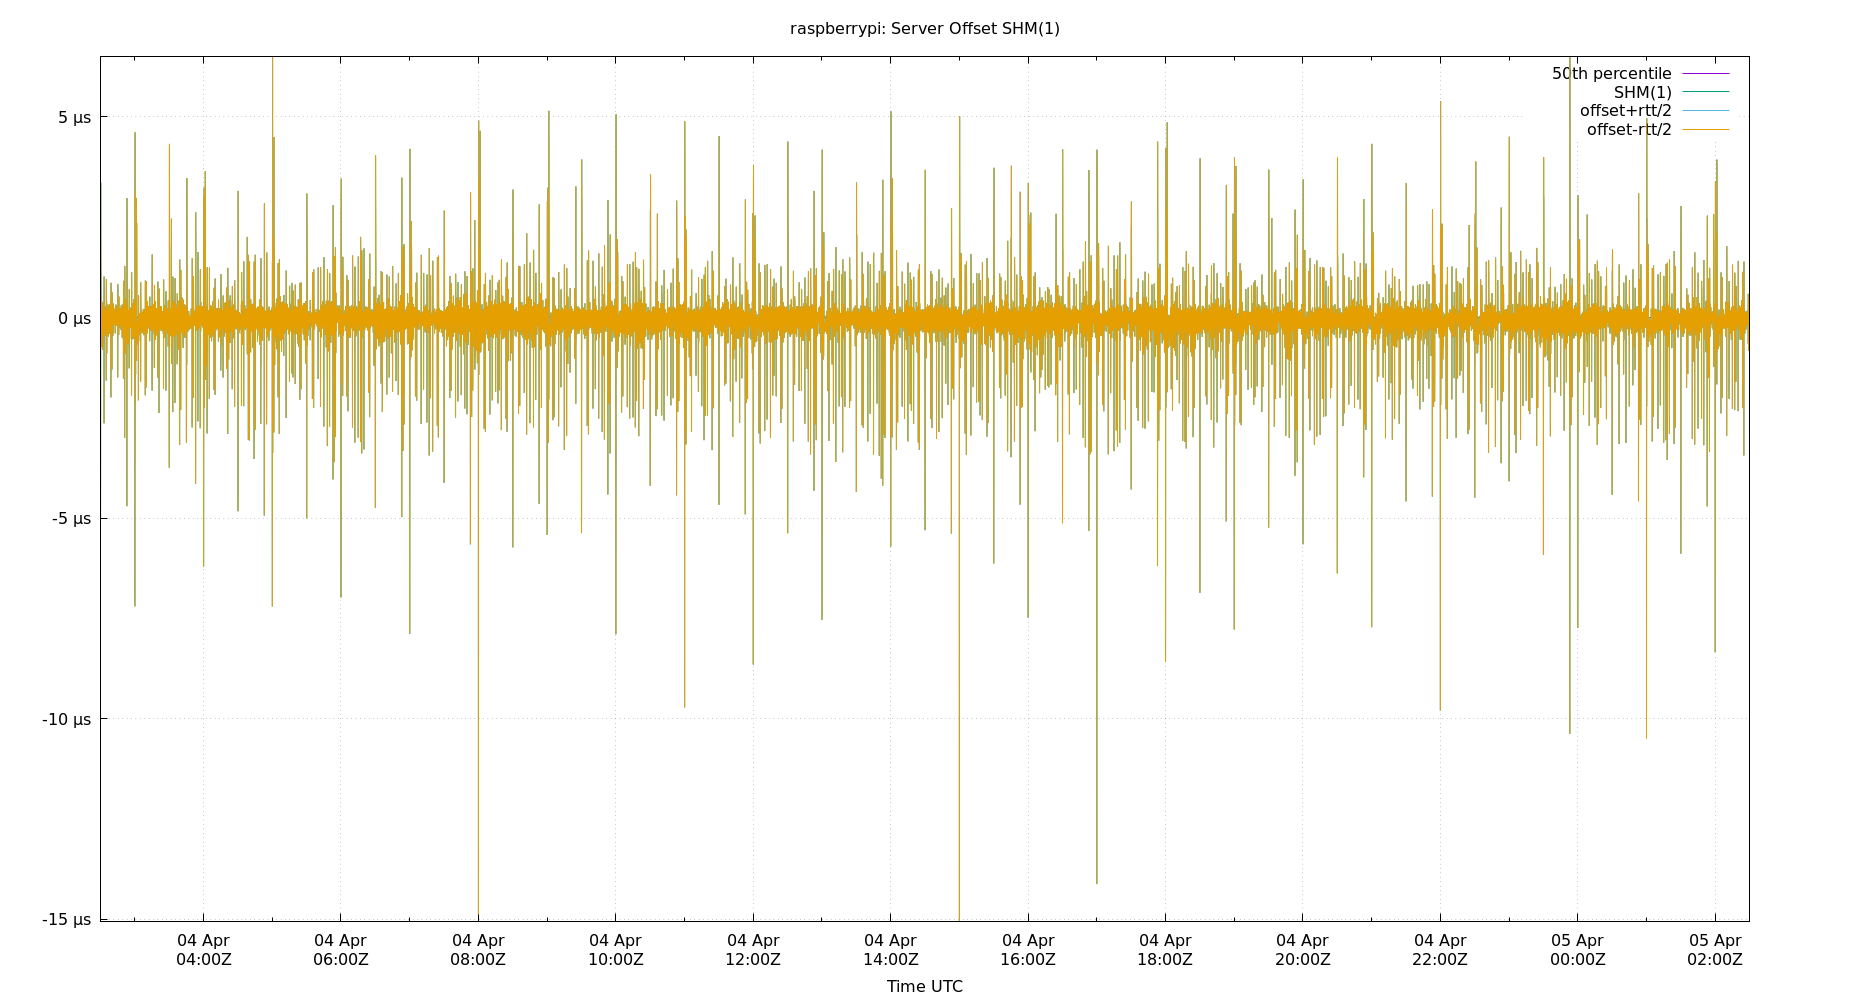 raspberrypi: Server Offset SHM(1)
50th percentile
SHM(1)
offset+rtt/2
offset-rtt/2
5 µs
0 µs
-5 µs
-10 µs
-15 µs
04 Apr 04 Apr 04 Apr 04 Apr 04 Apr 04 Apr 04 Apr 04 Apr 04 Apr 04 Apr 05 Apr 05 Apr
04:00Z 06:00Z 08:00Z 10:00Z 12:00Z 14:00Z 16:00Z 18:00Z 20:00Z 22:00Z 00:00Z 02:00Z
Time UTC